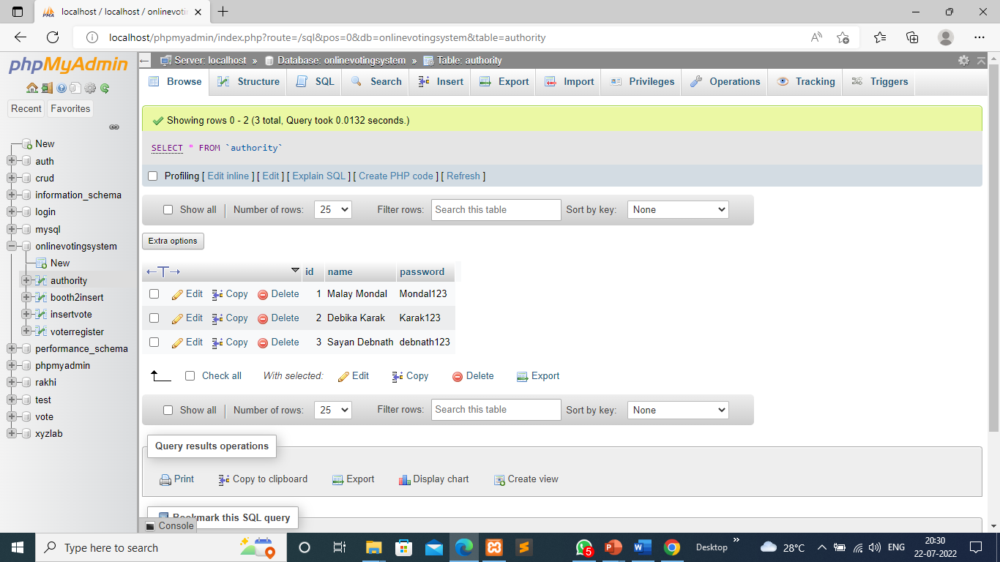 localhost / localhost / onlinevotin
localhost/phpmyadmin/index.php?route=/sql&pos=0&db=onlinevotingsystem&table=authority
phpMyAdmin
Recent Favorites
New
auth
crud
information_schema
login
mysql
onlinevotingsystem
New
authority
booth2insert
insertvote
voterregister
performance_schema
phpmyadmin
rakhi
test
vote
xyzlab
Server: localhost » Database: onlinevotingsystem » Table: authority
Browse Structure SQL Search Insert Export Import Privileges Operations Tracking Triggers
Showing rows 0 - 2 (3 total, Query took 0.0132 seconds.)
SELECT * FROM `authority`
Profiling [ Edit inline ] [ Edit ] [ Explain SQL ] [ Create PHP code ] [ Refresh ]
Show all Number of rows: 25 Filter rows: Search this table Sort by key: None
Extra options
←T→ id name password
Edit Copy Delete 1 Malay Mondal Mondal123
Edit Copy Delete 2 Debika Karak Karak123
Edit Copy Delete 3 Sayan Debnath debnath123
Check all With selected: Edit Copy Delete Export
Show all Number of rows: 25 Filter rows: Search this table Sort by key: None
Query results operations
Print Copy to clipboard Export Display chart Create view
Bookmark this SQL query
Console
Type here to search
5
Desktop » 28°C ENG 20:30
22-07-2022